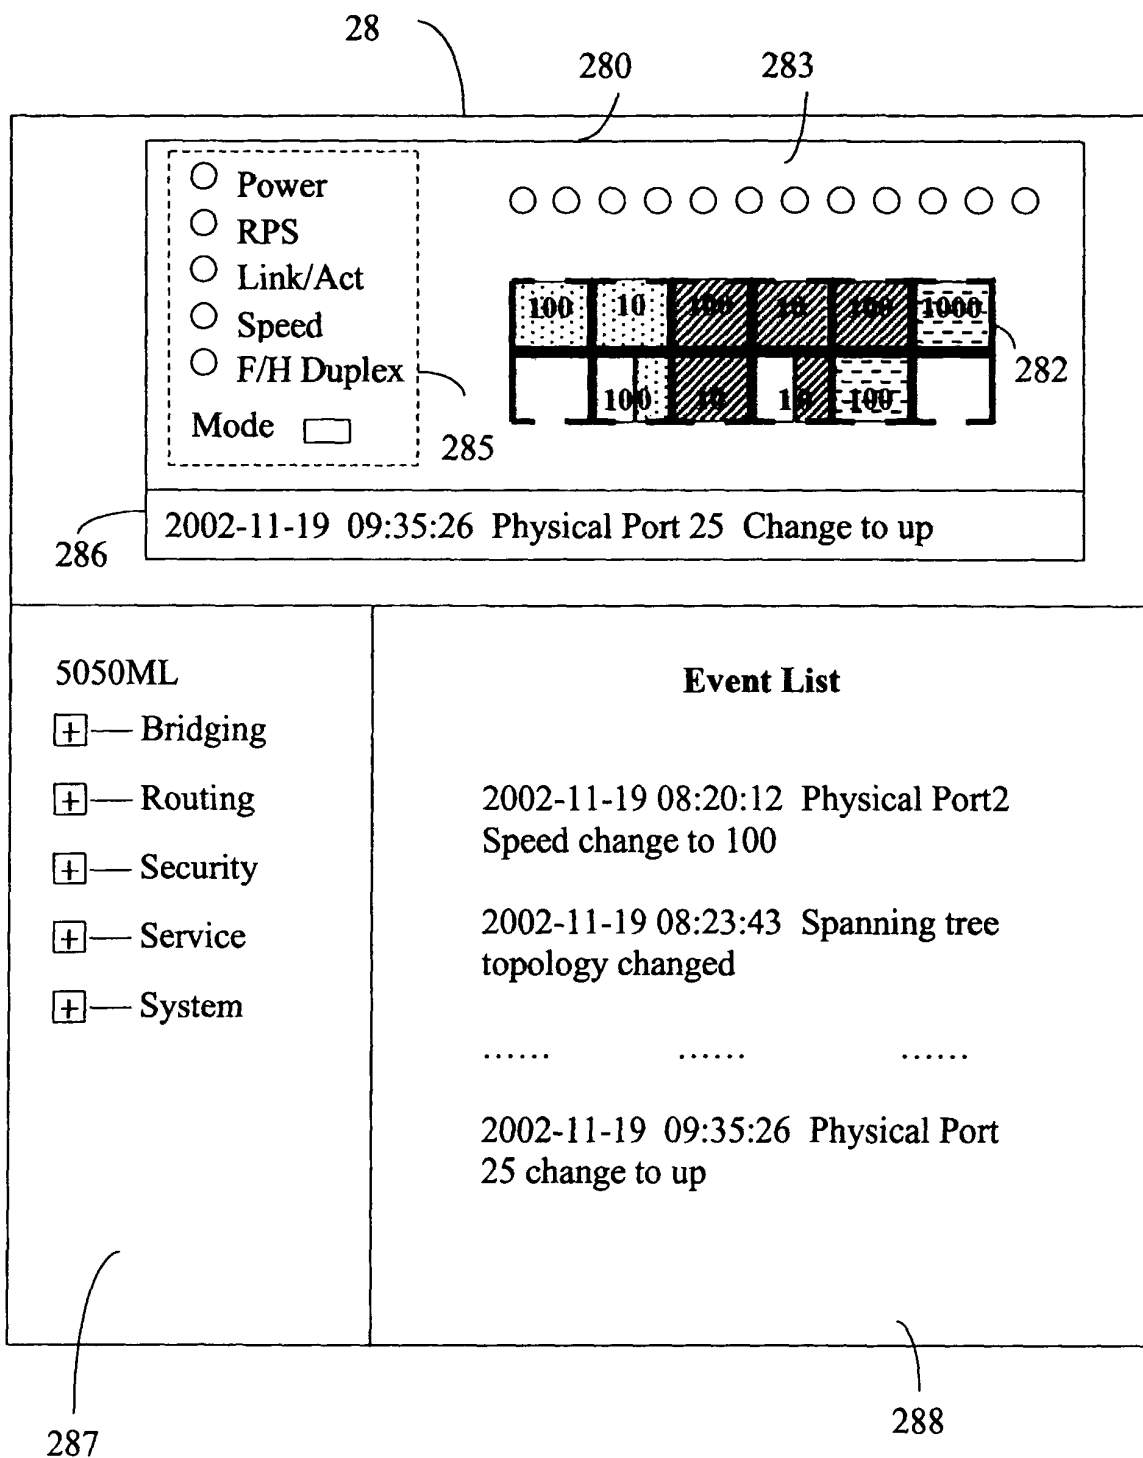 28
280
283
Power
RPS
Link/Act
Speed
F/H Duplex
Mode
285
100 10 100 10 100 1000
100 10 10 100
282
286
2002-11-19 09:35:26 Physical Port 25 Change to up
5050ML
+ Bridging
+ Routing
+ Security
+ Service
+ System
Event List
2002-11-19 08:20:12 Physical Port2
Speed change to 100
2002-11-19 08:23:43 Spanning tree
topology changed
...... ...... ......
2002-11-19 09:35:26 Physical Port
25 change to up
287
288